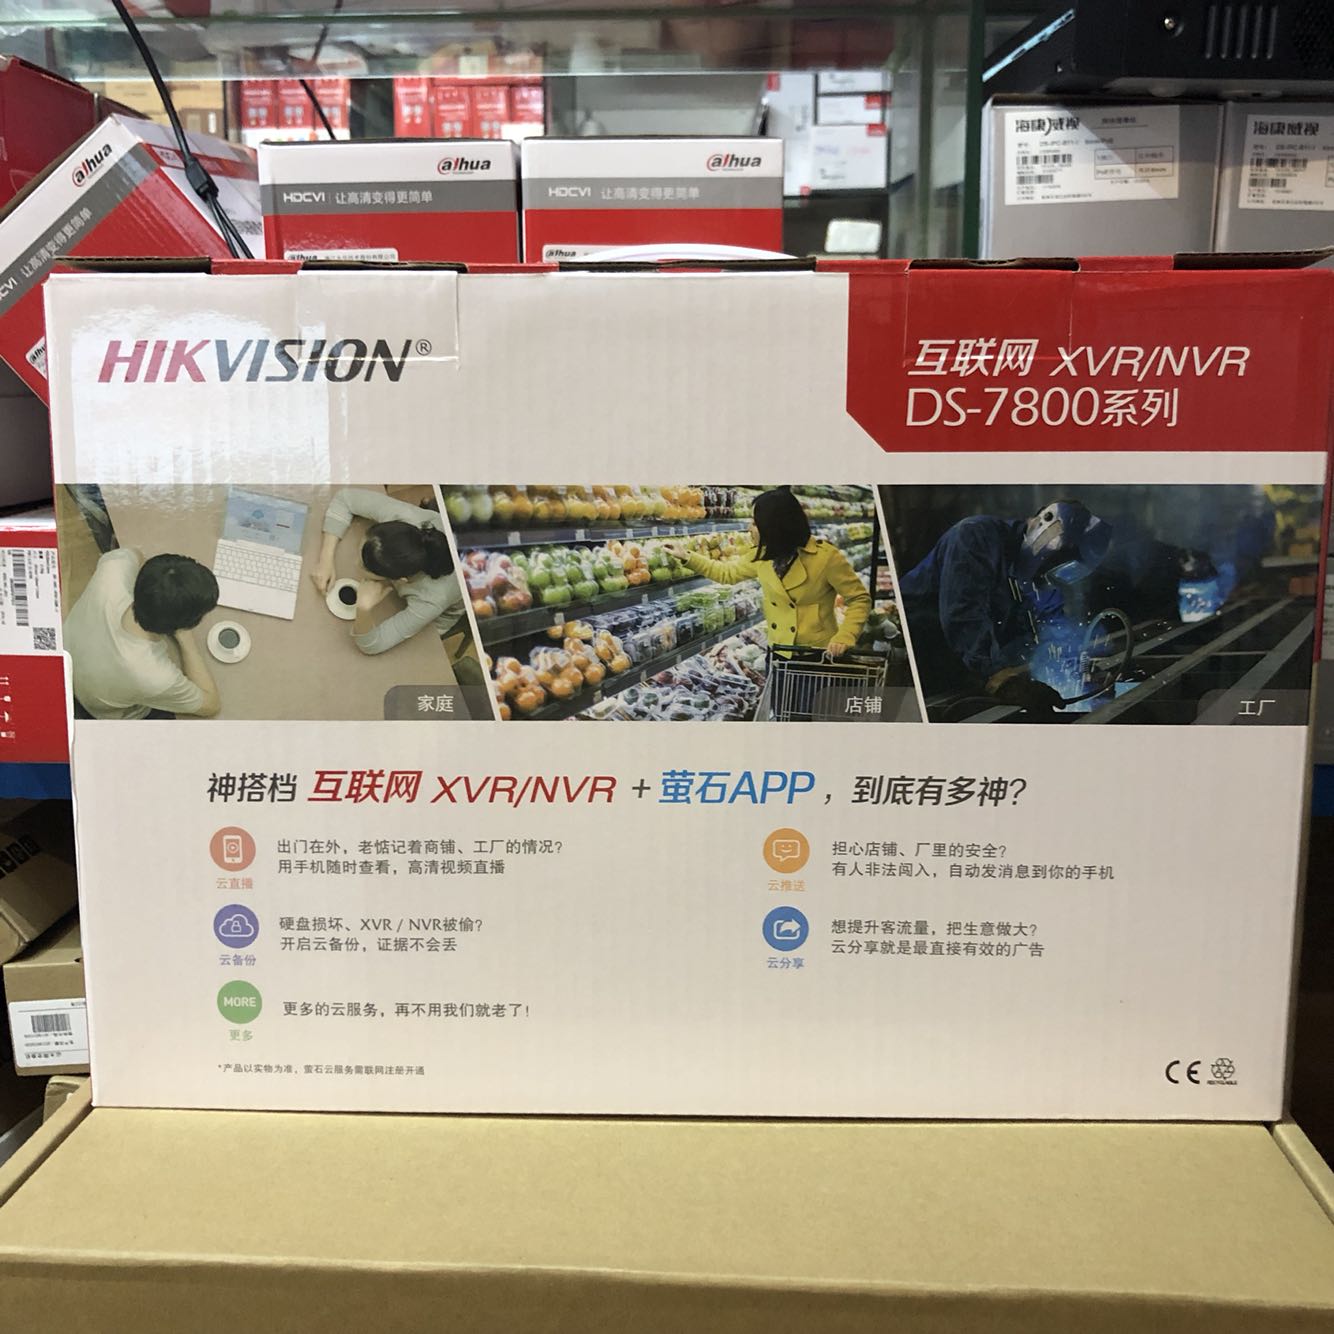 alhua
HDCVI 让高清变得更简单
alhua
HDCVI 让高清变得更简单
alhua
让高清变得更简单
海康威视
海康威视
HIKVISION®
互联网 XVR/NVR
DS-7800系列
家庭
店铺
工厂
神搭档 互联网 XVR/NVR + 萤石APP，到底有多神?
云直播
出门在外，老惦记着商铺、工厂的情况?
用手机随时查看，高清视频直播
云推送
担心店铺、厂里的安全?
有人非法闯入，自动发消息到你的手机
云备份
硬盘损坏、XVR / NVR被偷?
开启云备份，证据不会丢
云分享
想提升客流量，把生意做大?
云分享就是最直接有效的广告
MORE
更多
更多的云服务，再不用我们就老了!
*产品以实物为准，萤石云服务需联网注册开通
CE
RECYCLABLE